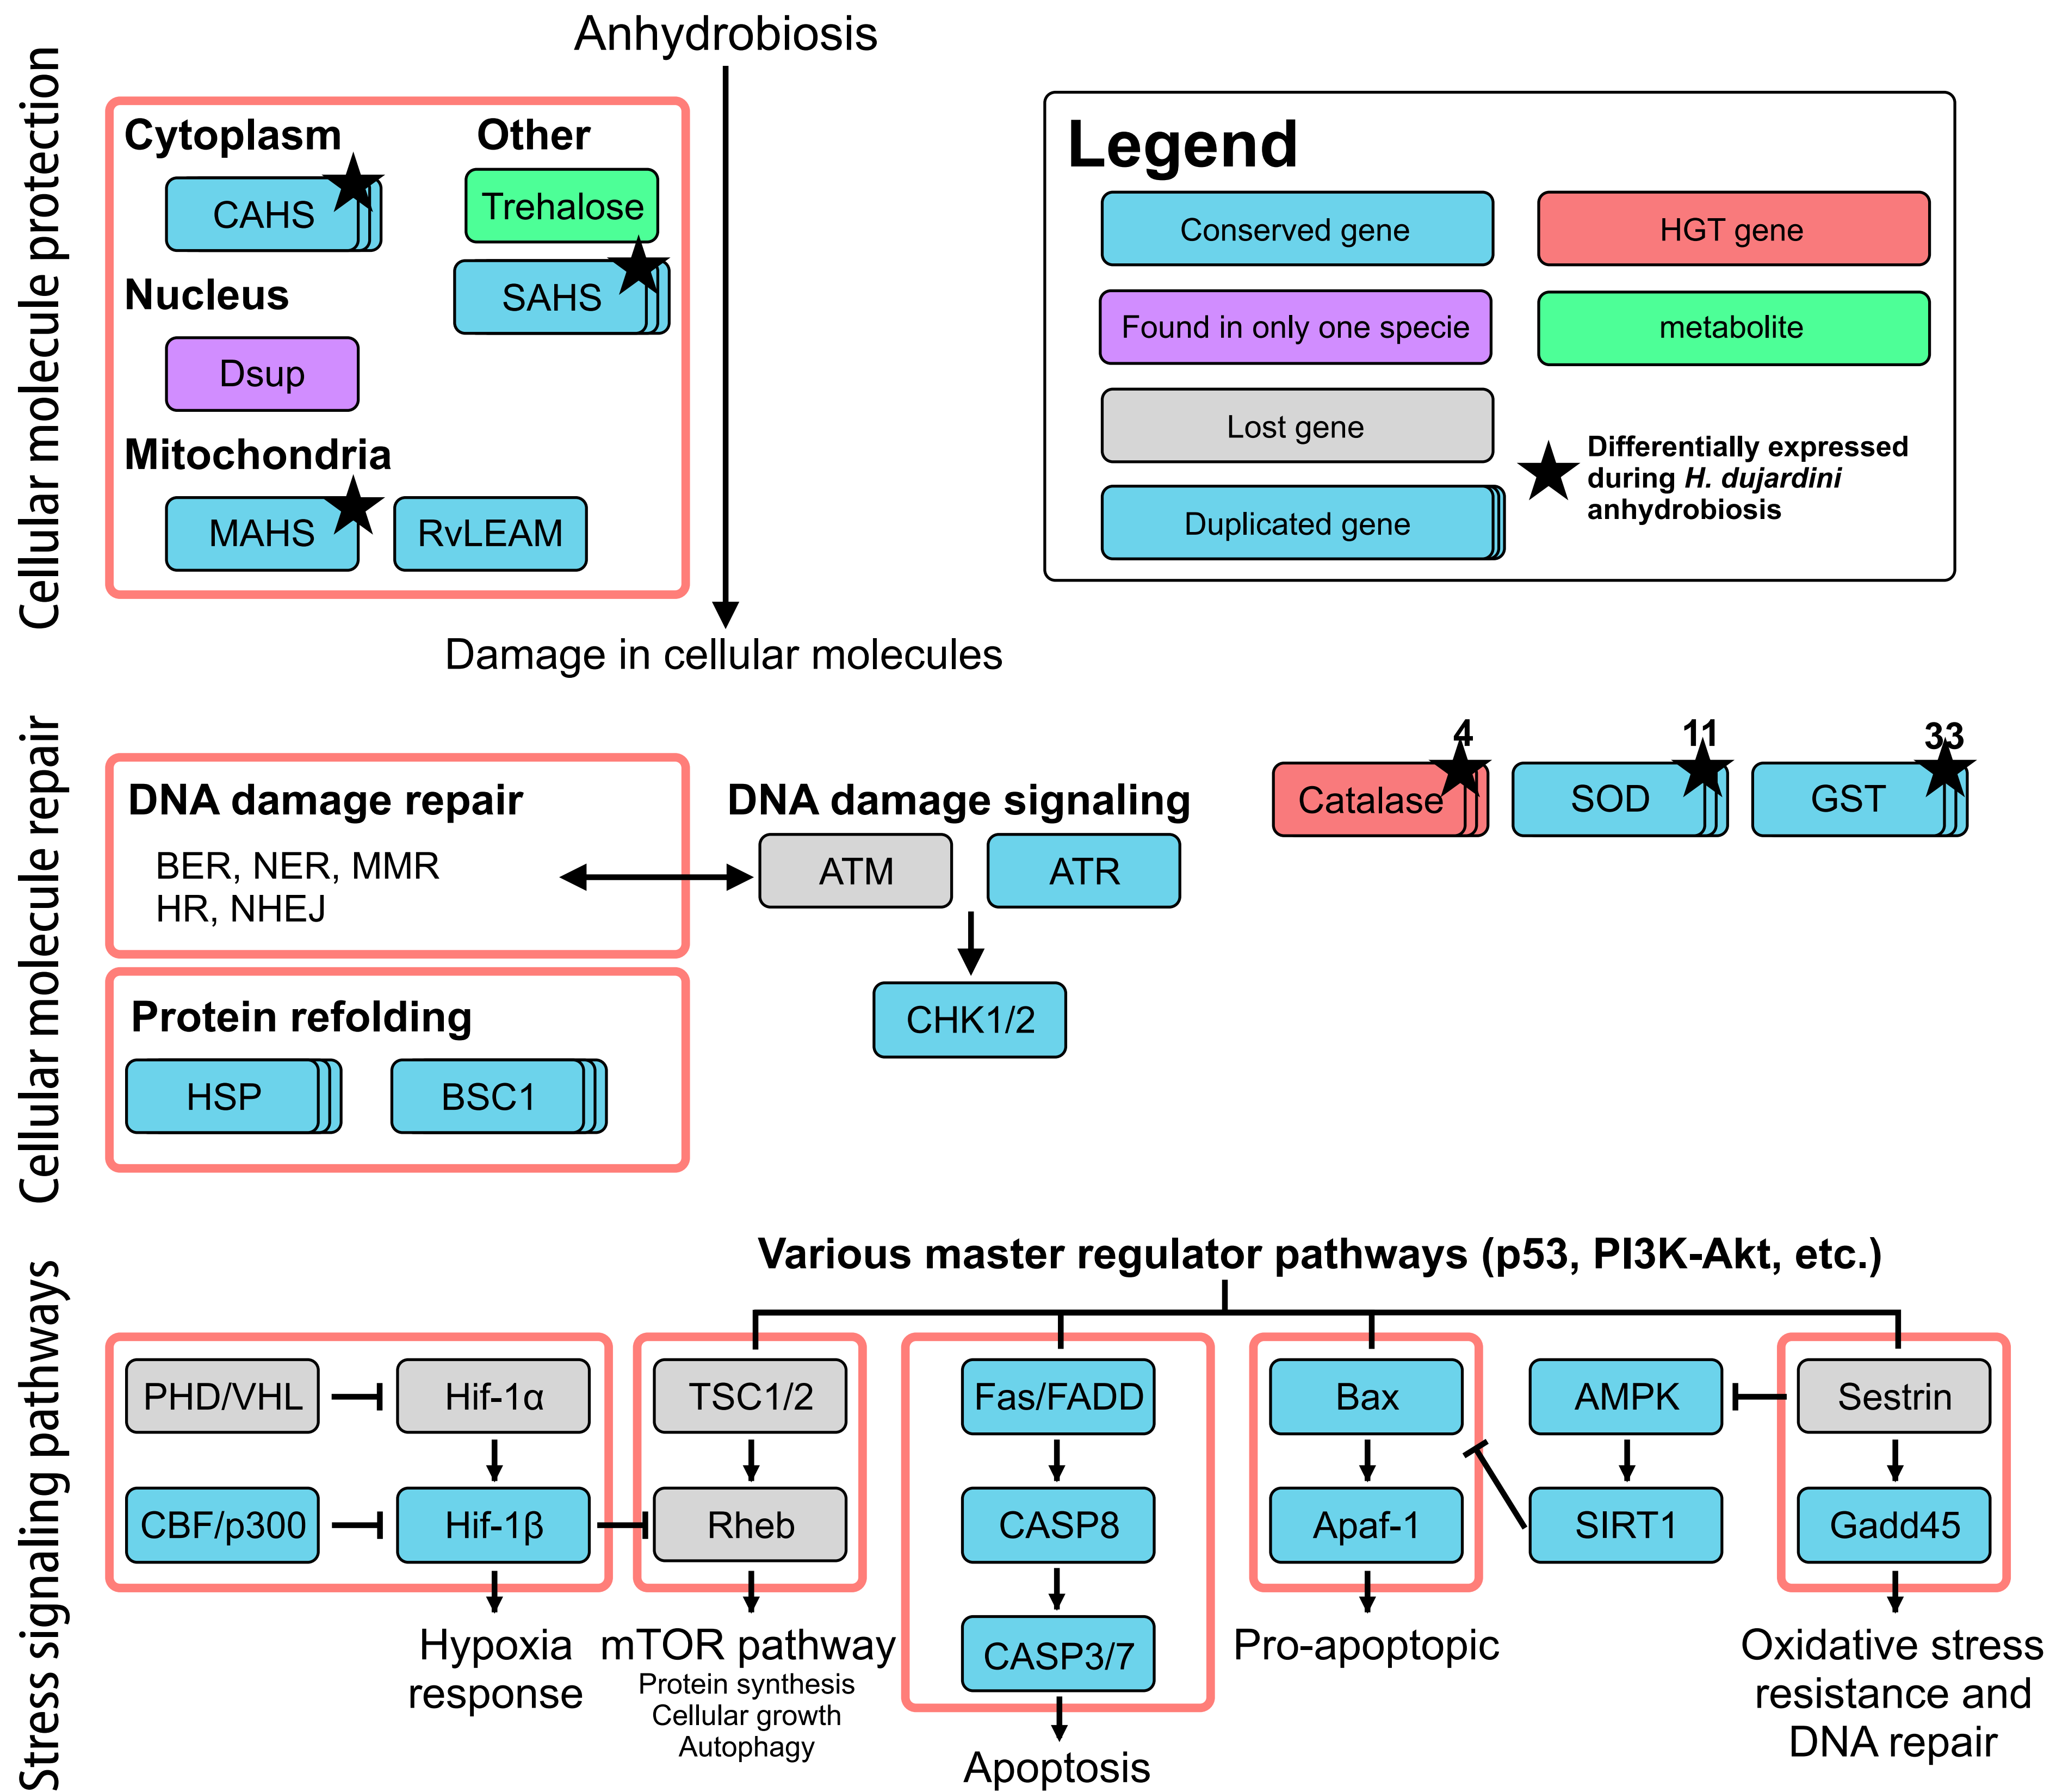 Anhydrobiosis
Cellular molecule protection
Cytoplasm
CAHS
Nucleus
Dsup
Mitochondria
MAHS
RvLEAM
Other
Trehalose
SAHS
Legend
Conserved gene
HGT gene
Found in only one specie
metabolite
Lost gene
Duplicated gene
Differentially expressed
during H. dujardini
anhydrobiosis
Damage in cellular molecules
Cellular molecule repair
DNA damage repair
BER, NER, MMR
HR, NHEJ
DNA damage signaling
ATM
ATR
CHK1/2
4
Catalase
11
SOD
33
GST
Protein refolding
HSP
BSC1
Stress signaling pathways
Various master regulator pathways (p53, PI3K-Akt, etc.)
PHD/VHL
Hif-1α
CBF/p300
Hif-1β
Hypoxia
response
TSC1/2
Rheb
mTOR pathway
Protein synthesis
Cellular growth
Autophagy
Fas/FADD
CASP8
CASP3/7
Apoptosis
Bax
Apaf-1
Pro-apoptopic
AMPK
SIRT1
Sestrin
Gadd45
Oxidative stress
resistance and
DNA repair